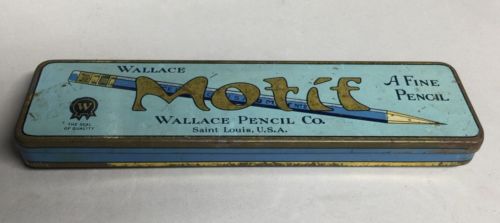 WALLACE
Motif
A FINE
PENCIL
WALLACE PENCIL CO.
Saint Louis, U.S.A.
W
THE SEAL
OF QUALITY